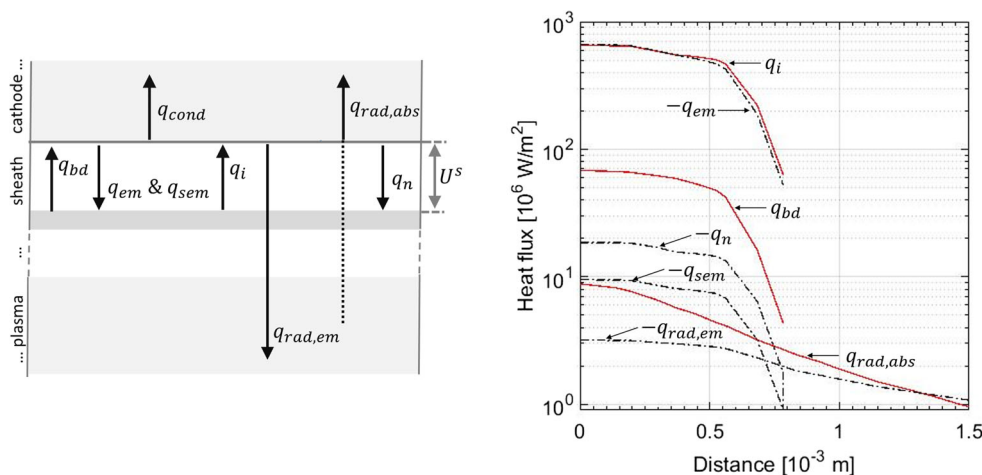 cathode ...
sheath
...
... plasma
q_cond
q_rad,abs
q_bd
q_em & q_sem
q_i
q_n
U^s
q_rad,em
Heat flux [10^6 W/m^2]
10^3
10^2
10^1
10^0
q_i
−q_em
q_bd
−q_n
−q_sem
−q_rad,em
q_rad,abs
0
0.5
1
1.5
Distance [10^-3 m]